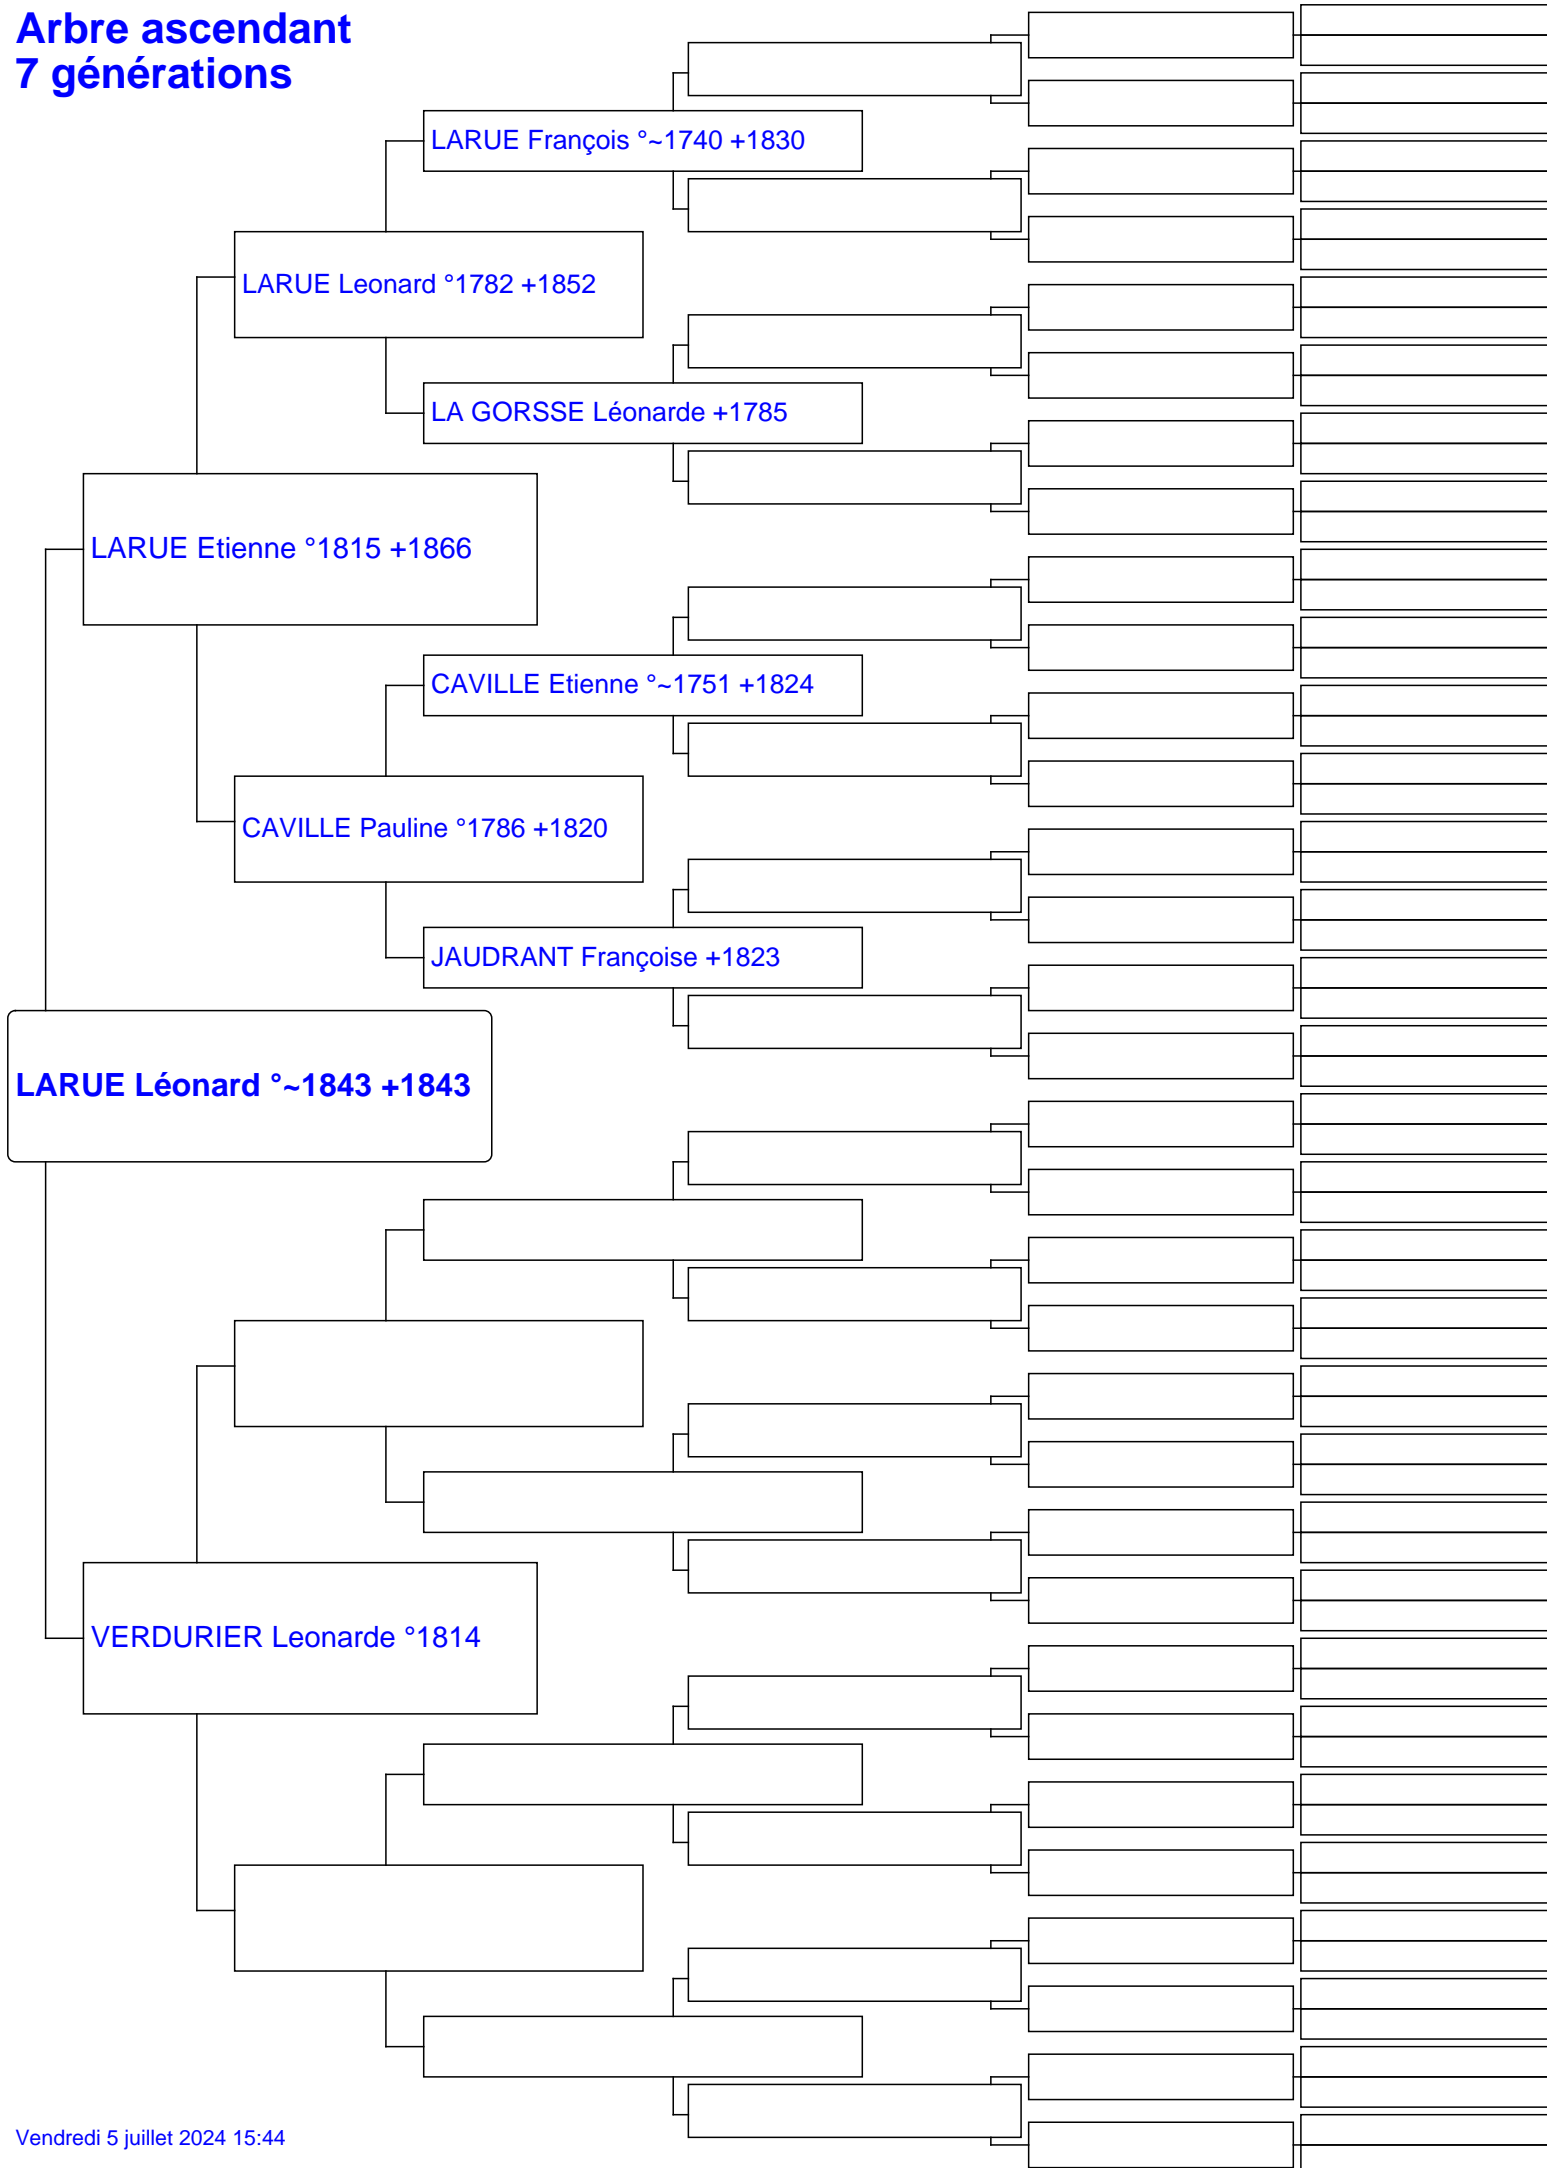 Arbre ascendant
7 générations
LARUE François °~1740 +1830
LARUE Leonard °1782 +1852
LA GORSSE Léonarde +1785
LARUE Etienne °1815 +1866
CAVILLE Etienne °~1751 +1824
CAVILLE Pauline °1786 +1820
JAUDRANT Françoise +1823
LARUE Léonard °~1843 +1843
VERDURIER Leonarde °1814
Vendredi 5 juillet 2024 15:44